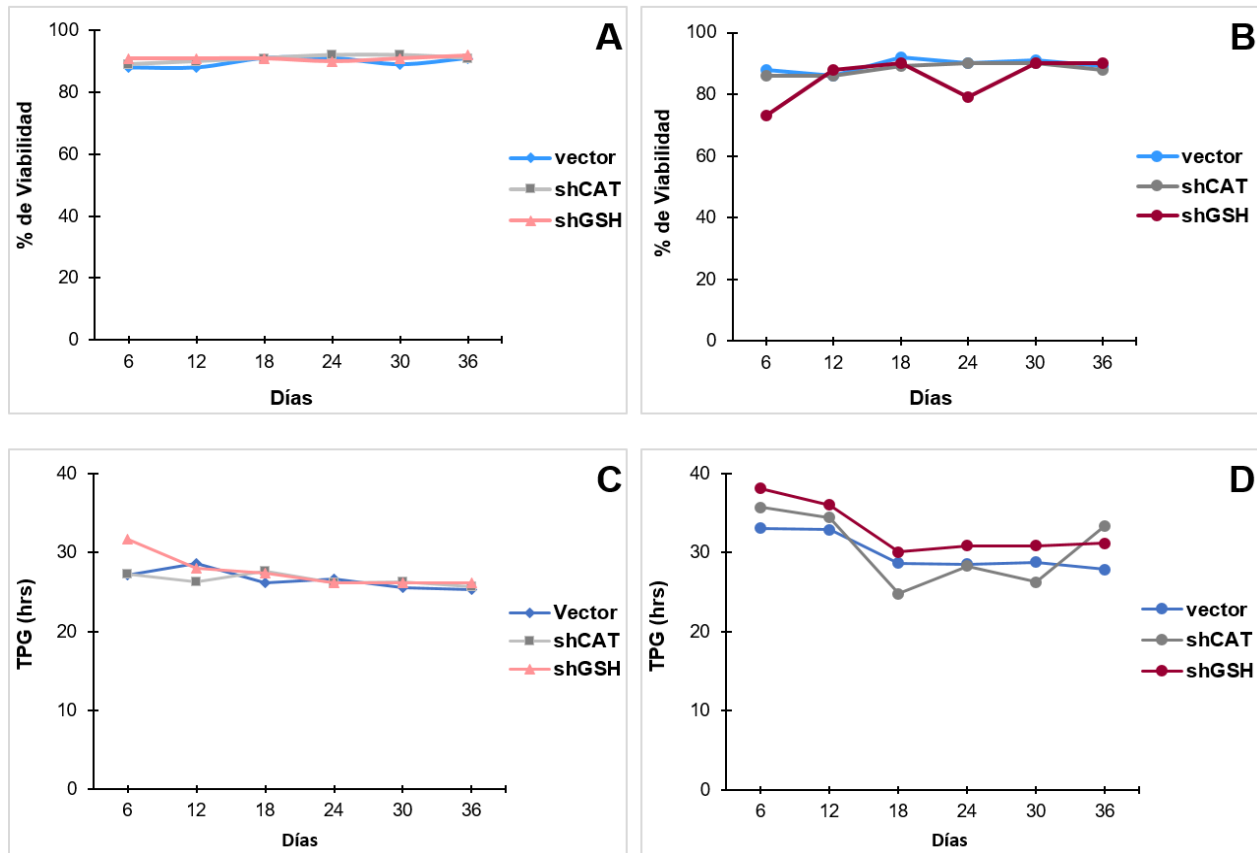 A
100
80
60
40
20
0
% de Viabilidad
6 12 18 24 30 36
Días
vector
shCAT
shGSH
B
100
80
60
40
20
0
% de Viabilidad
6 12 18 24 30 36
Días
vector
shCAT
shGSH
C
40
30
20
10
0
TPG (hrs)
6 12 18 24 30 36
Días
Vector
shCAT
shGSH
D
40
30
20
10
0
TPG (hrs)
6 12 18 24 30 36
Días
vector
shCAT
shGSH